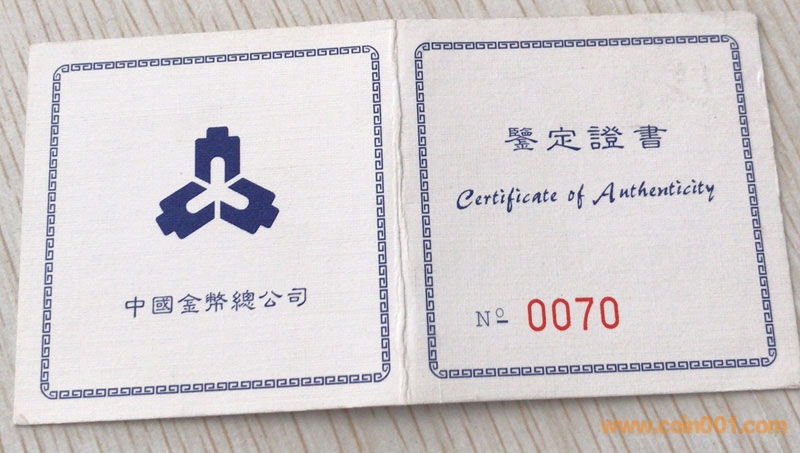 中國金幣總公司
鑒定證書
Certificate of Authenticity
Nº 0070
www.coin001.com